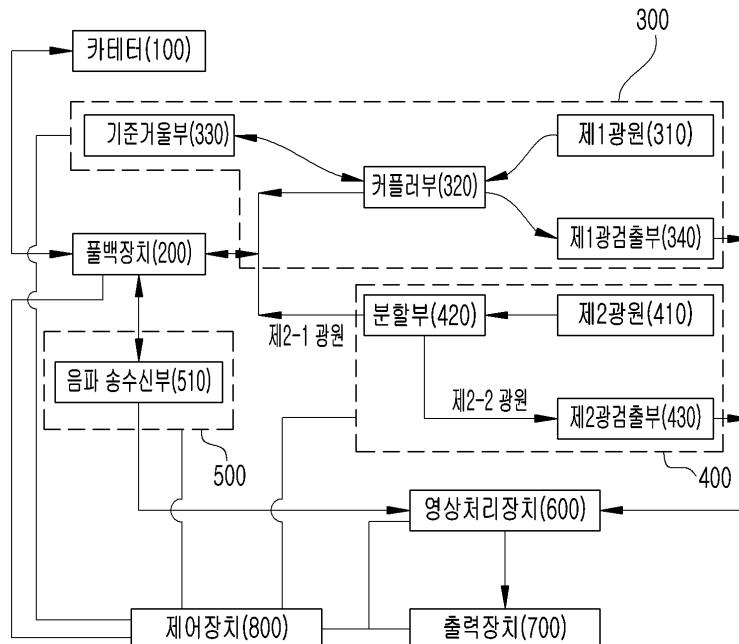 300
카테터(100)
기준거울부(330)
제1광원(310)
커플러부(320)
제1광검출부(340)
풀백장치(200)
분할부(420)
제2광원(410)
제2-1 광원
음파 송수신부(510)
제2-2 광원
제2광검출부(430)
500
400
영상처리장치(600)
제어장치(800)
출력장치(700)